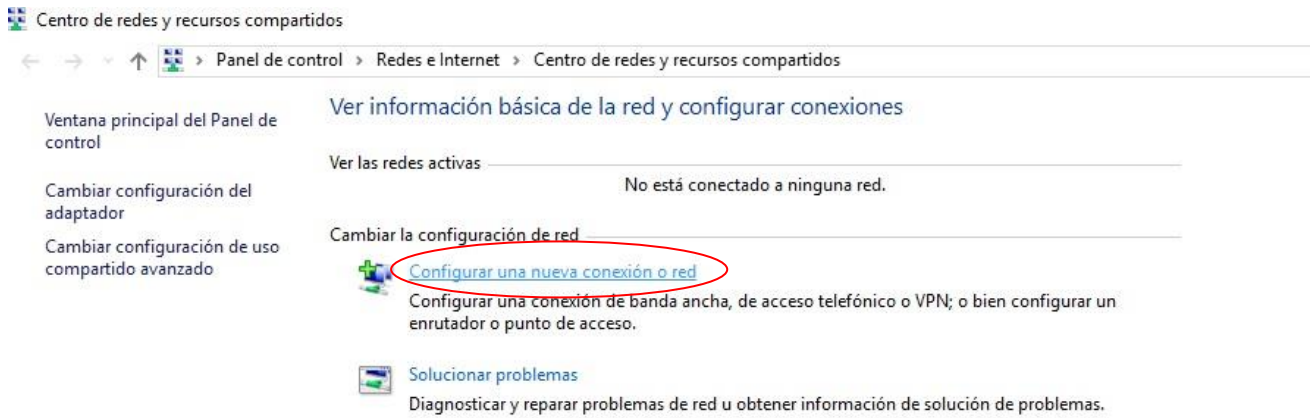 Centro de redes y recursos compartidos
Panel de control > Redes e Internet > Centro de redes y recursos compartidos
Ventana principal del Panel de
control
Cambiar configuración del
adaptador
Cambiar configuración de uso
compartido avanzado
Ver información básica de la red y configurar conexiones
Ver las redes activas
No está conectado a ninguna red.
Cambiar la configuración de red
Configurar una nueva conexión o red
Configurar una conexión de banda ancha, de acceso telefónico o VPN; o bien configurar un
enrutador o punto de acceso.
Solucionar problemas
Diagnosticar y reparar problemas de red u obtener información de solución de problemas.